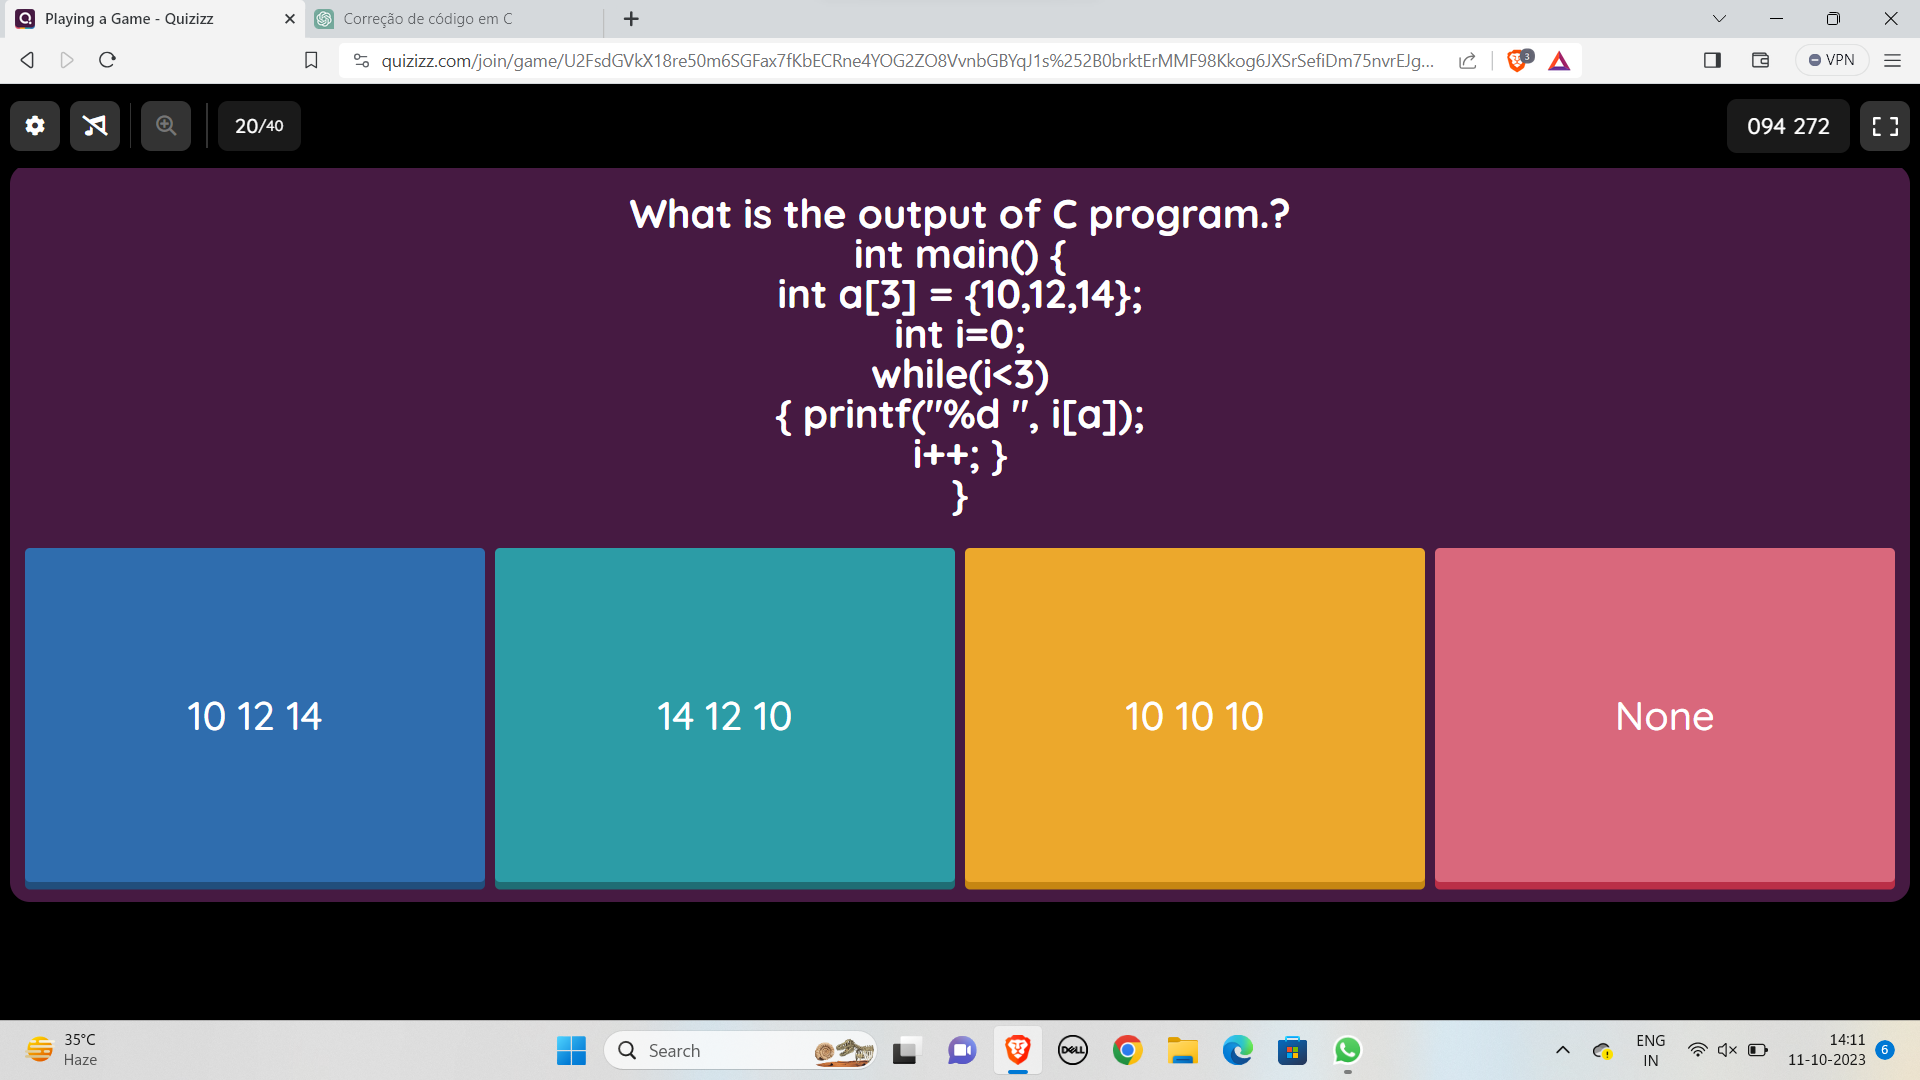 Playing a Game - Quizizz
Correção de código em C
quizizz.com/join/game/U2FsdGVkX18re50m6SGFax7fKbECRne4YOG2ZO8VvnbGBYqJ1s%252B0brktErMMF98Kkog6JXSrSefiDm75nvrEJg...
3
VPN
20/40
094 272
What is the output of C program.?
int main() {
int a[3] = {10,12,14};
int i=0;
while(i<3)
{ printf("%d ", i[a]);
i++; }
}
10 12 14
14 12 10
10 10 10
None
35°C
Haze
Search
DELL
ENG
IN
14:11
11-10-2023
6